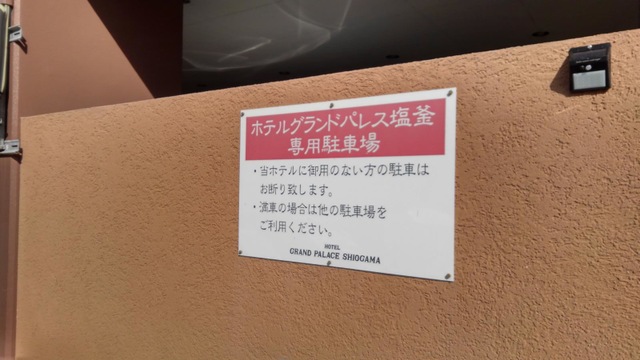 ホテルグランドパレス塩釜
専用駐車場
・当ホテルに御用のない方の駐車は
お断り致します。
・満車の場合は他の駐車場を
ご利用ください。
HOTEL
GRAND PALACE SHIOGAMA